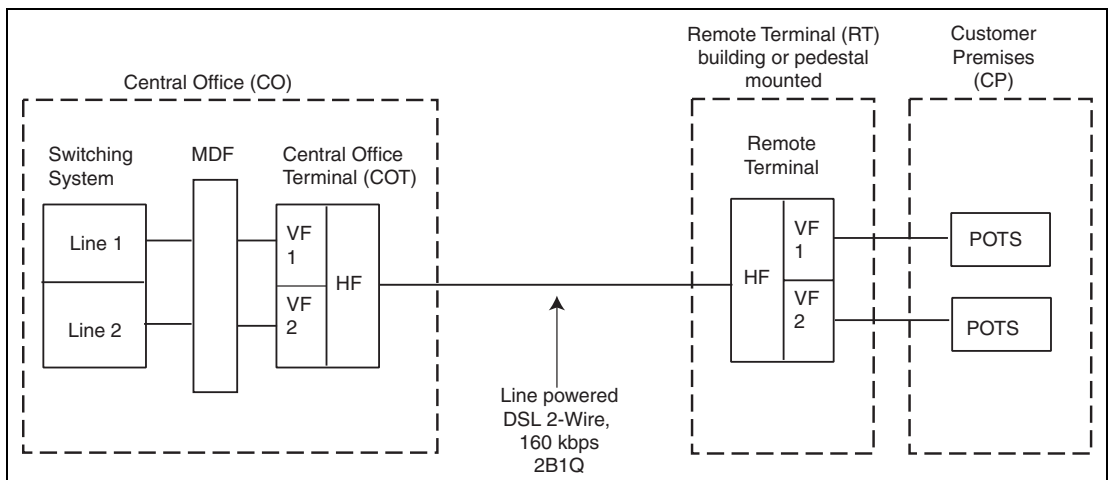 Central Office (CO)
Remote Terminal (RT)
building or pedestal
mounted
Customer
Premises
(CP)
Switching
System
MDF
Central Office
Terminal (COT)
Line 1
Line 2
VF
1
VF
2
HF
Line powered
DSL 2-Wire,
160 kbps
2B1Q
Remote
Terminal
HF
VF
1
VF
2
POTS
POTS